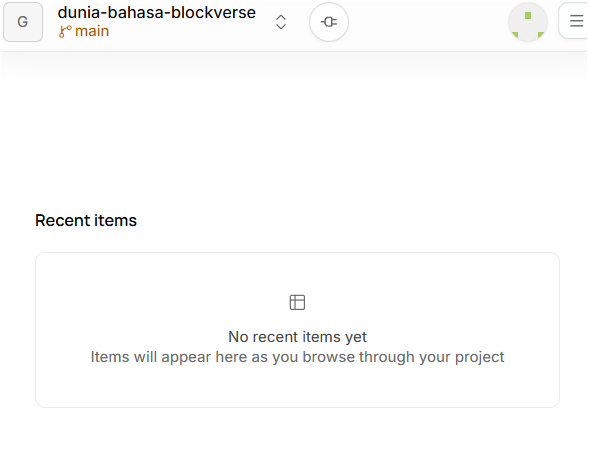 G
dunia-bahasa-blockverse
main
Recent items
No recent items yet
Items will appear here as you browse through your project